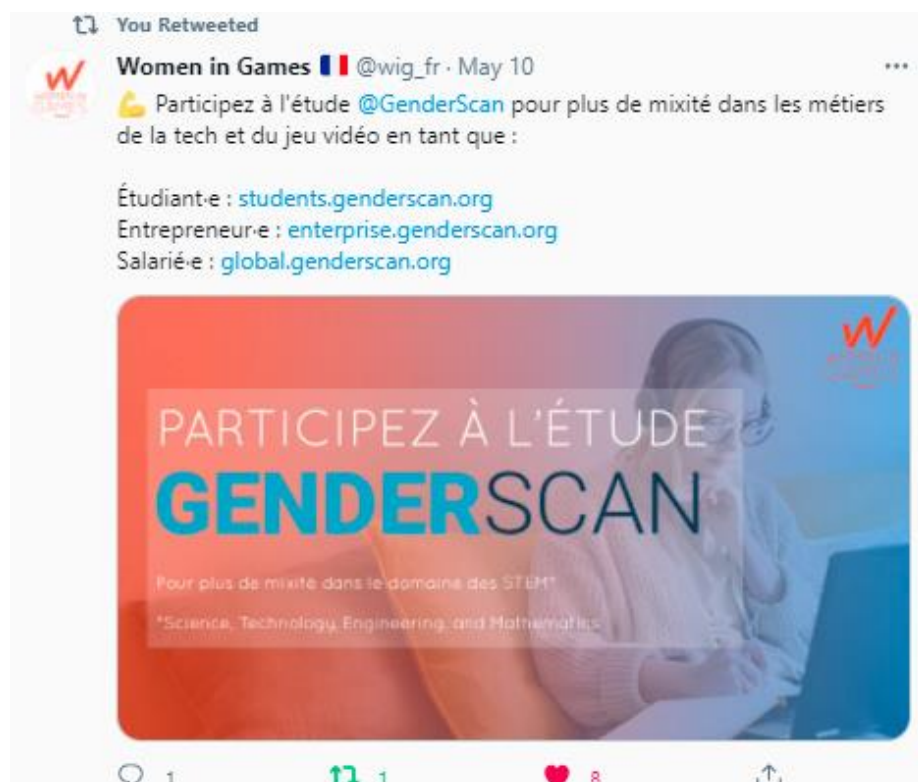 You Retweeted
Women in Games 🇫🇷 @wig_fr · May 10
💪 Participez à l'étude @GenderScan pour plus de mixité dans les métiers
de la tech et du jeu vidéo en tant que :
Étudiant·e : students.genderscan.org
Entrepreneur·e : enterprise.genderscan.org
Salarié·e : global.genderscan.org
PARTICIPEZ À L'ÉTUDE
GENDERSCAN
Pour plus de mixité dans le domaine des STEM*
*Science, Technology, Engineering, and Mathematics
1 1 8